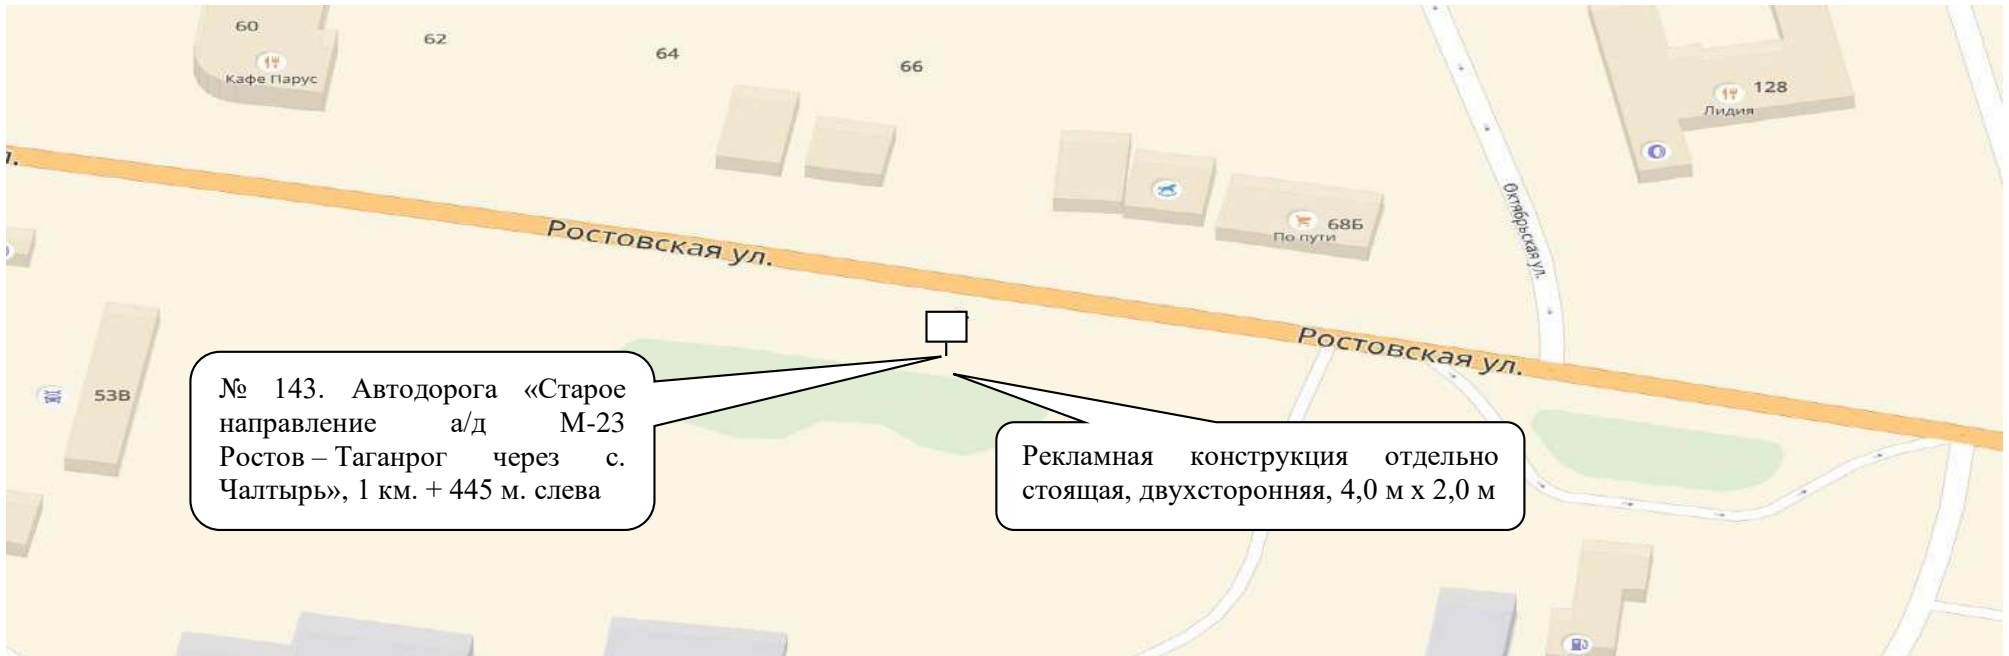 60
62
64
66
Кафе Парус
128
Лидия
Ростовская ул.
68Б
По пути
Октябрьская ул.
Ростовская ул.
53В
№ 143. Автодорога «Старое
направление а/д М-23
Ростов – Таганрог через с.
Чалтырь», 1 км. + 445 м. слева
Рекламная конструкция отдельно
стоящая, двухсторонняя, 4,0 м х 2,0 м